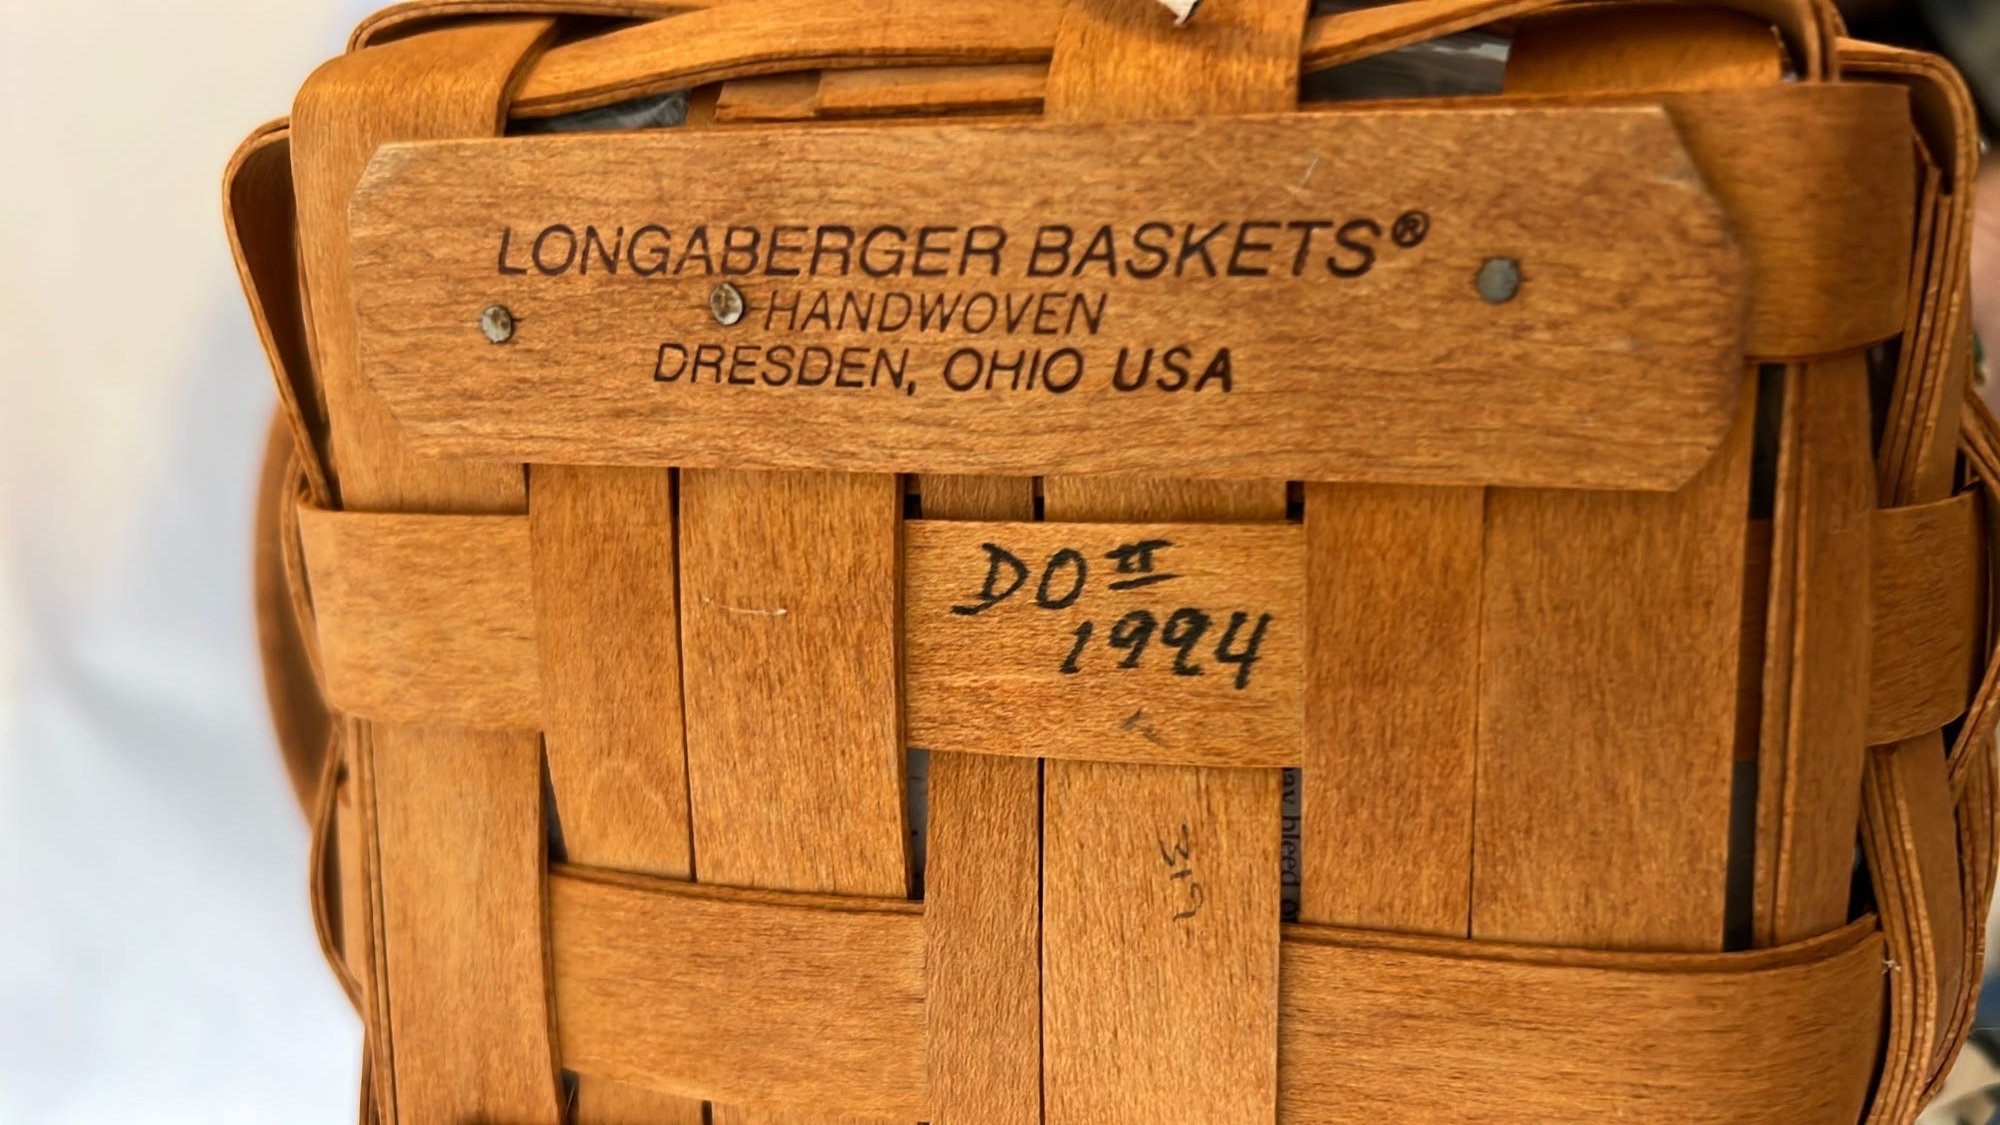 LONGABERGER BASKETS®
HANDWOVEN
DRESDEN, OHIO USA
DO II
1994